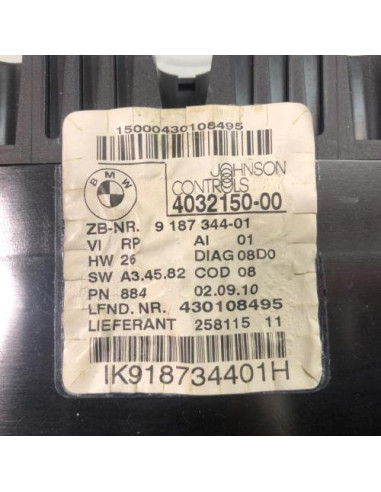 15000430108495
BMW
JOHNSON
CONTROLS
4032150-00
ZB-NR. 9 187 344-01
VI RP AI 01
HW 26 DIAG 08D0
SW A3.45.82 COD 08
PN 884 02.09.10
LFND. NR. 430108495
LIEFERANT 258115 11
IK918734401H